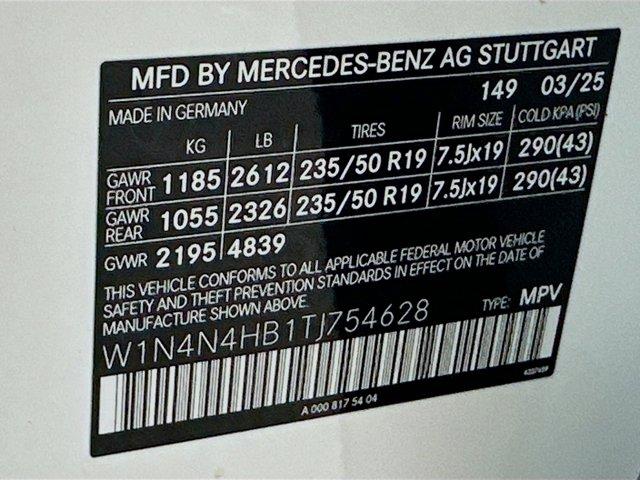 MFD BY MERCEDES-BENZ AG STUTTGART
149 03/25
MADE IN GERMANY
KG LB TIRES RIM SIZE COLD KPA (PSI)
GAWR FRONT 1185 2612 235/50 R19 7.5Jx19 290(43)
GAWR REAR 1055 2326 235/50 R19 7.5Jx19 290(43)
GVWR 2195 4839
THIS VEHICLE CONFORMS TO ALL APPLICABLE FEDERAL MOTOR VEHICLE
SAFETY AND THEFT PREVENTION STANDARDS IN EFFECT ON THE DATE OF
MANUFACTURE SHOWN ABOVE.
W1N4N4HB1TJ754628 TYPE: MPV
A 000 817 54 04